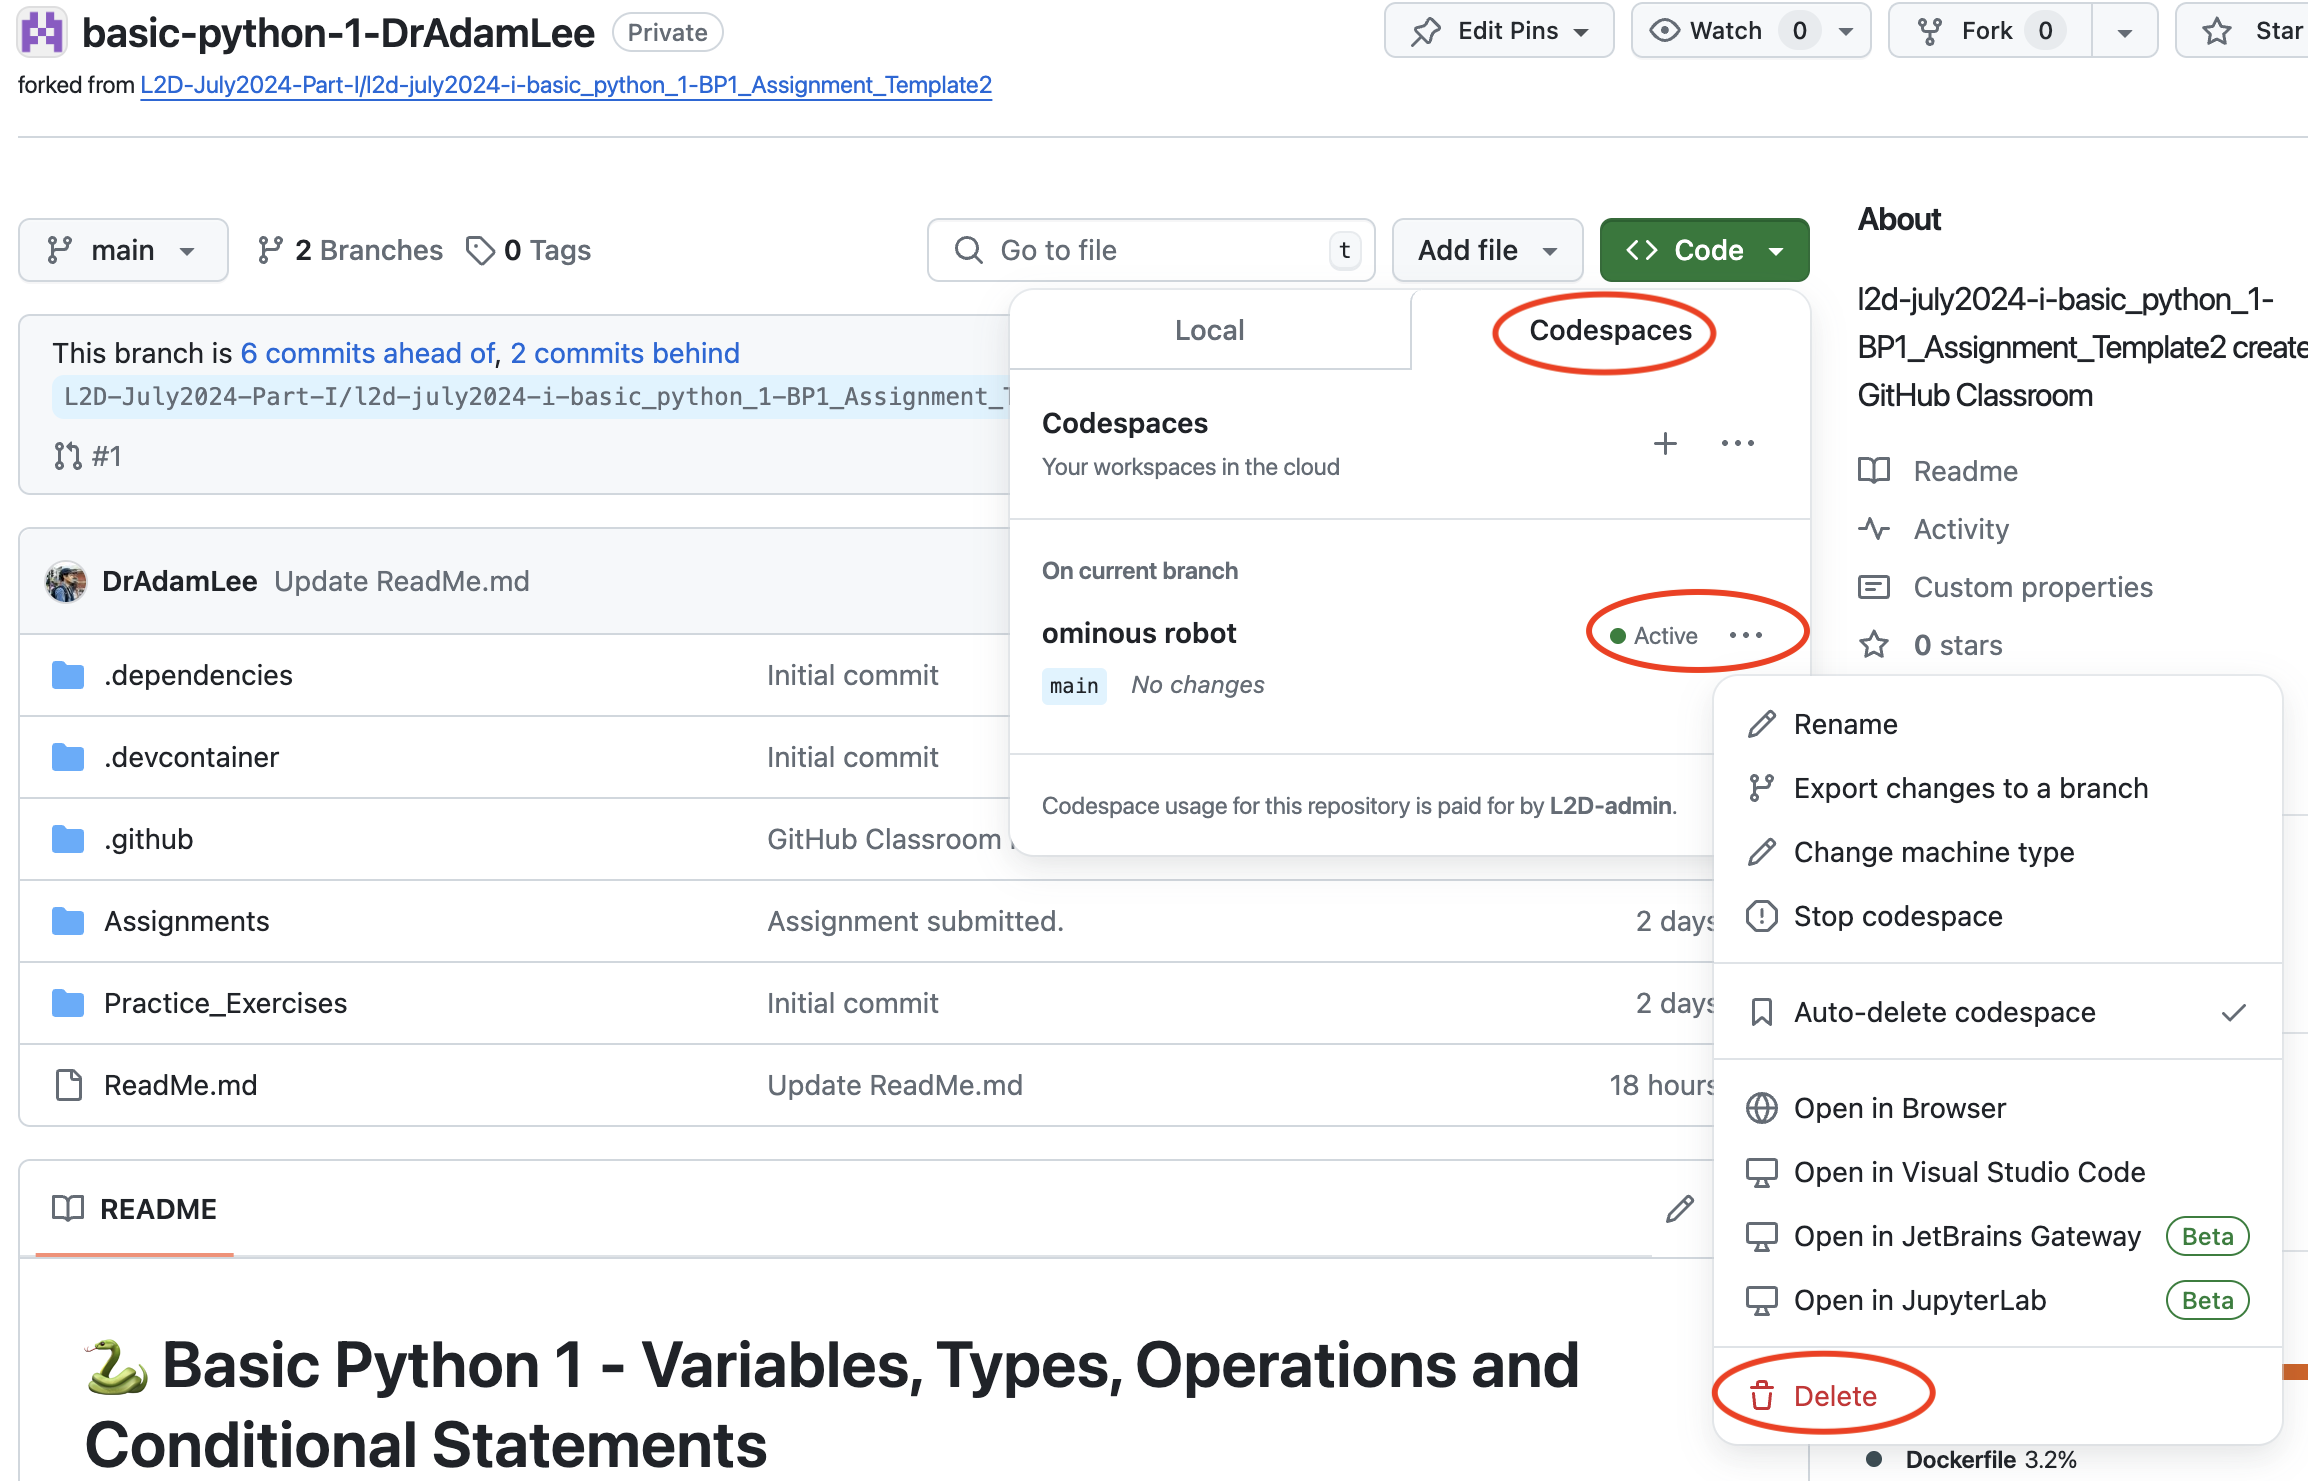 basic-python-1-DrAdamLee Private
Edit Pins Watch 0 Fork 0 Star
forked from L2D-July2024-Part-I/l2d-july2024-i-basic_python_1-BP1_Assignment_Template2
main 2 Branches 0 Tags
Go to file t Add file Code
This branch is 6 commits ahead of, 2 commits behind
L2D-July2024-Part-I/l2d-july2024-i-basic_python_1-BP1_Assignment_
#1
DrAdamLee Update ReadMe.md
.dependencies Initial commit
.devcontainer Initial commit
.github GitHub Classroom
Assignments Assignment submitted. 2 days
Practice_Exercises Initial commit 2 days
ReadMe.md Update ReadMe.md 18 hours
README
🐍 Basic Python 1 - Variables, Types, Operations and
Conditional Statements
Local Codespaces
Codespaces
Your workspaces in the cloud
On current branch
ominous robot Active
main No changes
Codespace usage for this repository is paid for by L2D-admin.
Rename
Export changes to a branch
Change machine type
Stop codespace
Auto-delete codespace
Open in Browser
Open in Visual Studio Code
Open in JetBrains Gateway Beta
Open in JupyterLab Beta
Delete
About
l2d-july2024-i-basic_python_1-
BP1_Assignment_Template2 create
GitHub Classroom
Readme
Activity
Custom properties
0 stars
Dockerfile 3.2%